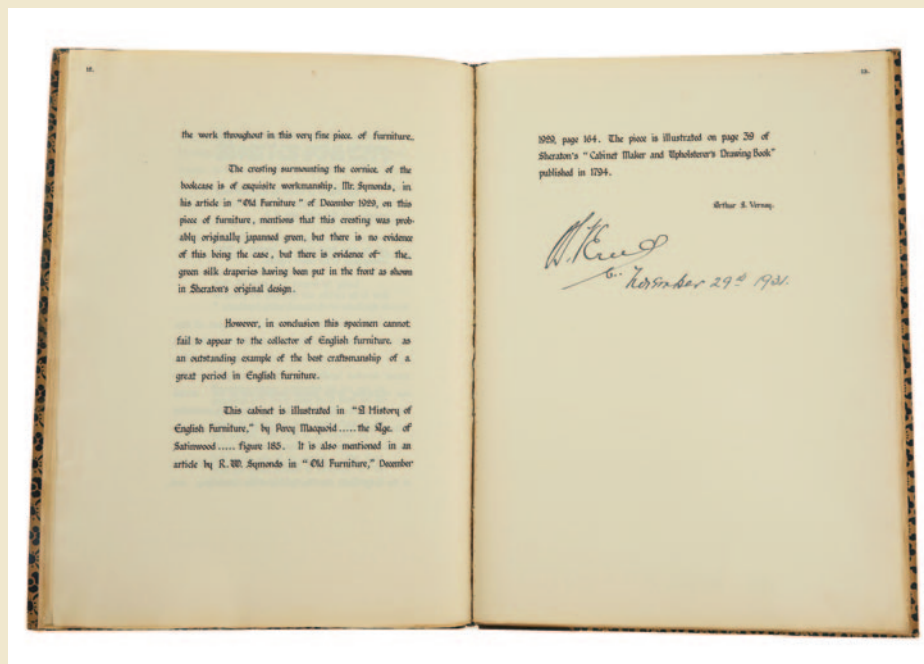 12.
the work throughout in this very fine piece of furniture.
The cresting surmounting the cornice of the
bookcase is of exquisite workmanship. Mr. Symonds, in
his article in "Old Furniture" of December 1929, on this
piece of furniture, mentions that this cresting was prob-
ably originally japanned green, but there is no evidence
of this being the case, but there is evidence of the
green silk draperies having been put in the front as shown
in Sheraton's original design.
However, in conclusion this specimen cannot
fail to appear to the collector of English furniture as
an outstanding example of the best craftsmanship of a
great period in English furniture.
This cabinet is illustrated in "A History of
English Furniture," by Percy Macquoid.....the Age of
Satinwood..... figure 185. It is also mentioned in an
article by R. W. Symonds in "Old Furniture," December
13.
1929, page 164. The piece is illustrated on page 39 of
Sheraton's "Cabinet Maker and Upholsterer's Drawing Book"
published in 1794.
Arthur S. Vernay.
November 29th 1931.